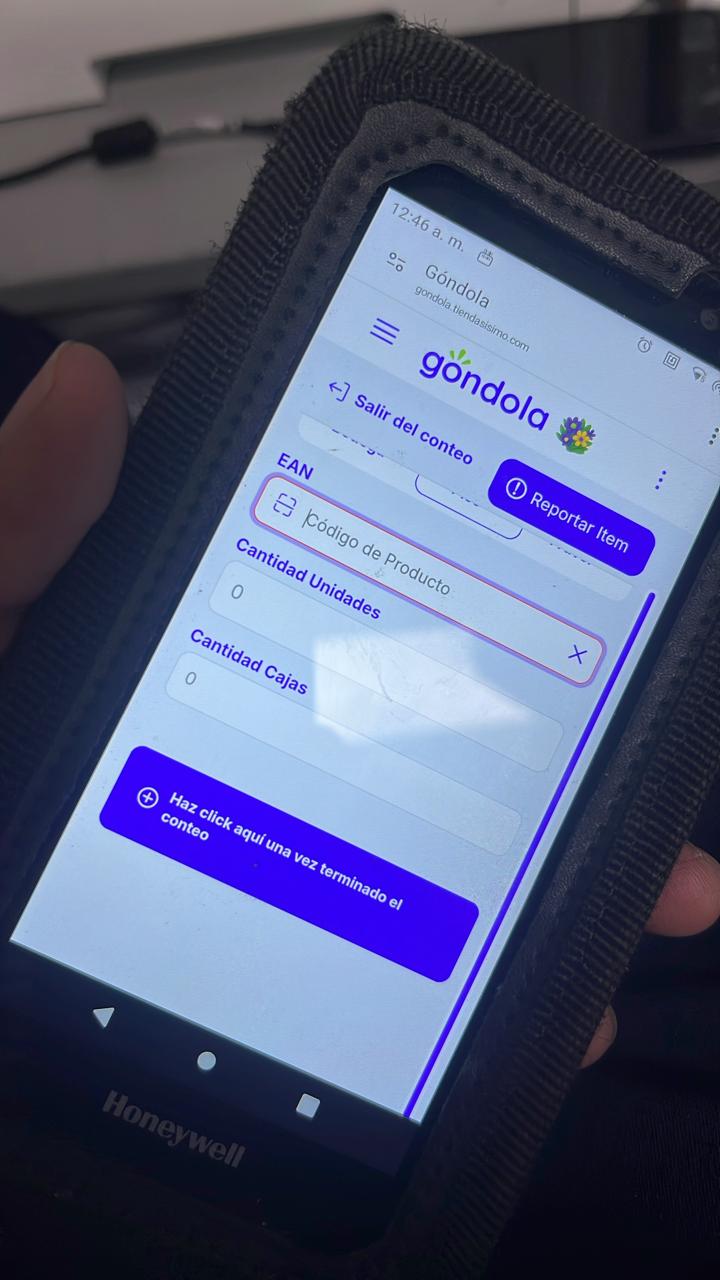 12:46 a. m.
Góndola
gondola.tiendasisimo.com
gondola
Salir del conteo
Reportar Item
EAN
Código de Producto
Cantidad Unidades
0
Cantidad Cajas
0
Haz click aquí una vez terminado el
conteo
Honeywell